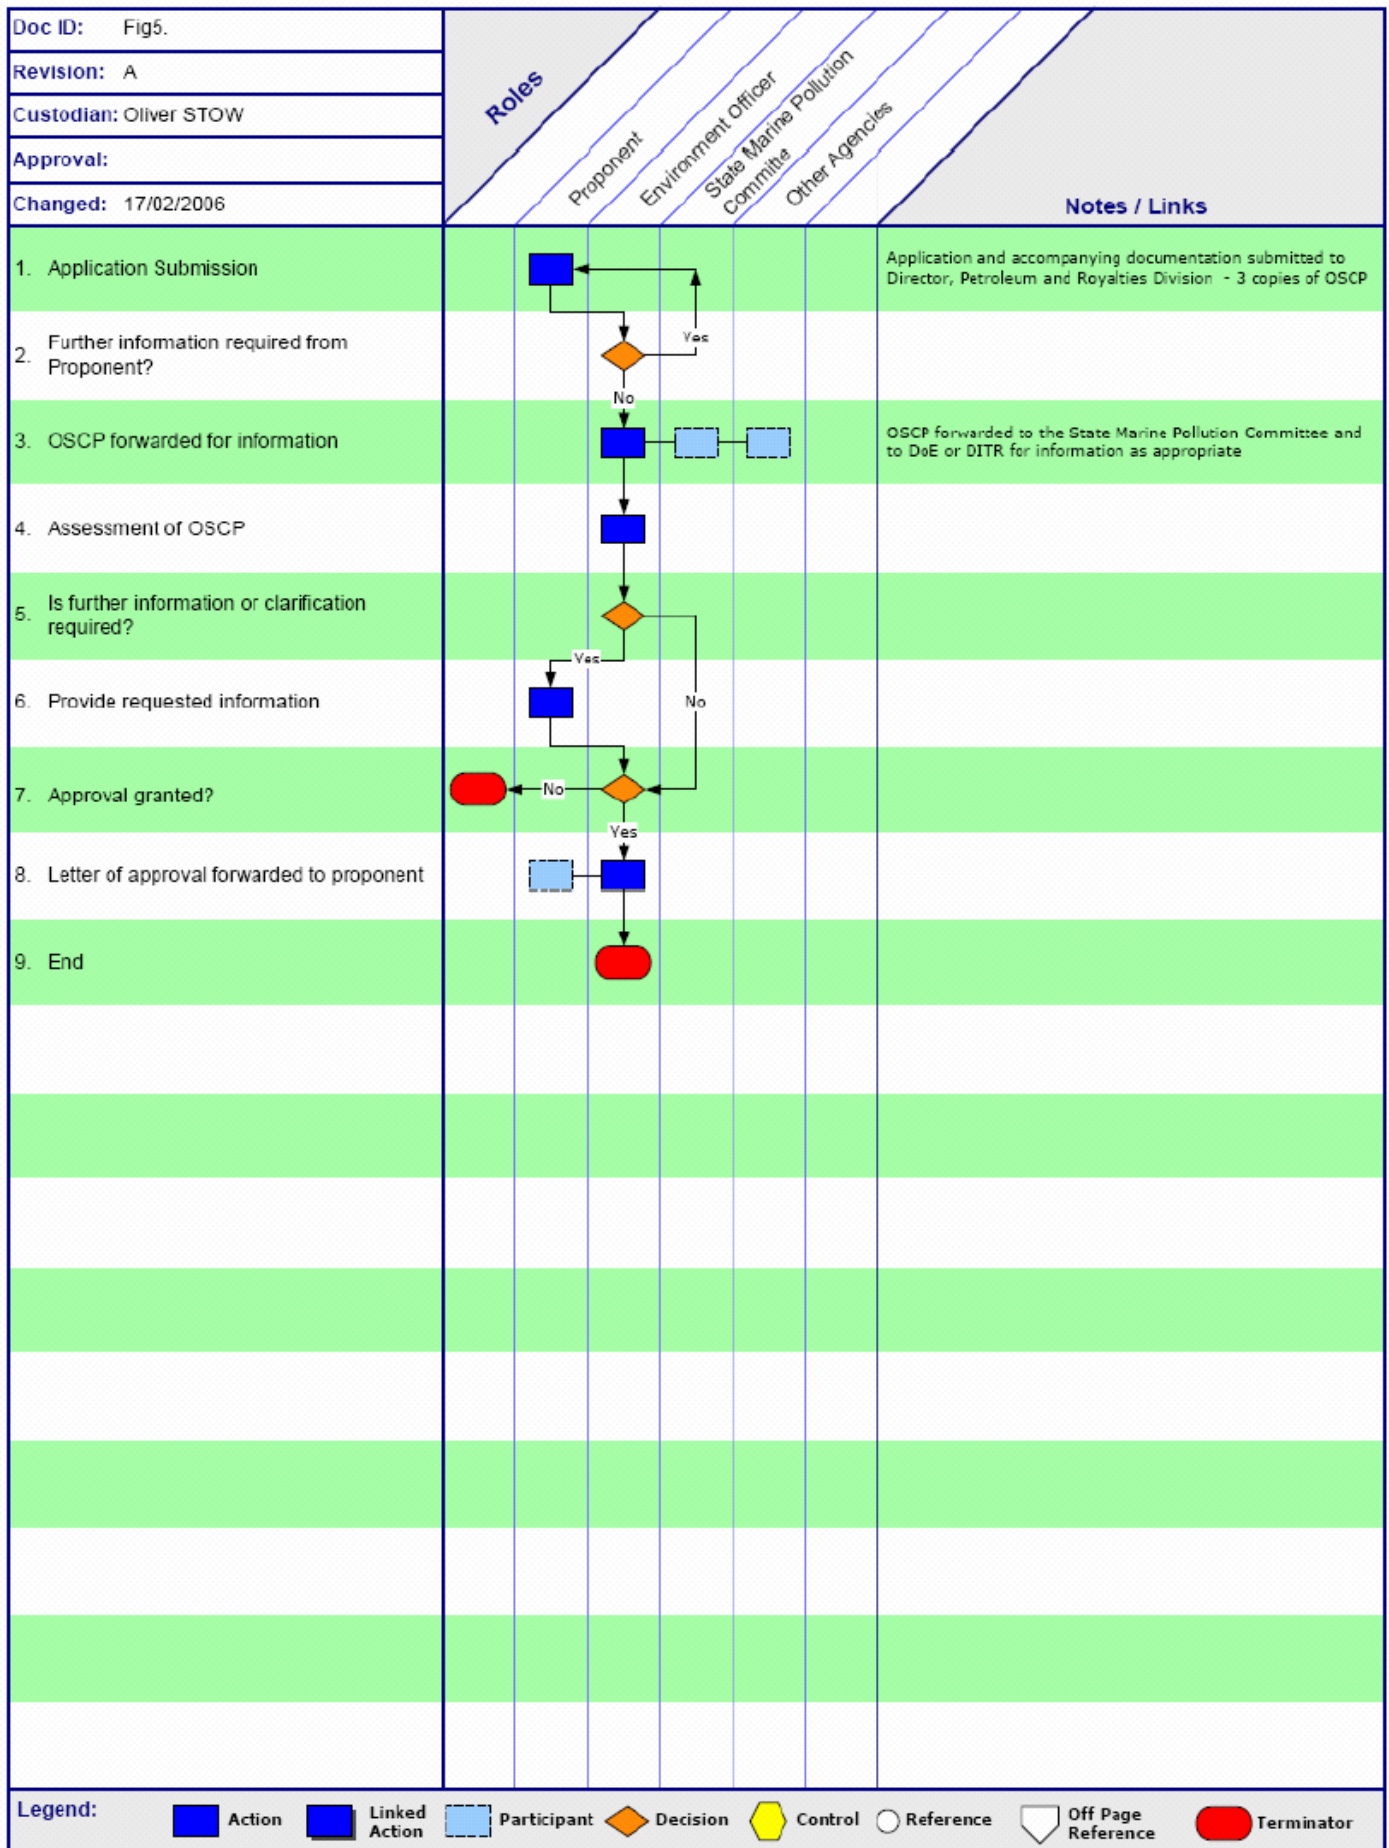 Doc ID: Fig5.
Revision: A
Custodian: Oliver STOW
Approval:
Changed: 17/02/2006
Roles
Proponent
Environment Officer
State Marine Pollution
Committe
Other Agencies
Notes / Links
1. Application Submission
Application and accompanying documentation submitted to
Director, Petroleum and Royalties Division - 3 copies of OSCP
Yes
2. Further information required from
Proponent?
No
3. OSCP forwarded for information
OSCP forwarded to the State Marine Pollution Committee and
to DoE or DITR for information as appropriate
4. Assessment of OSCP
5. Is further information or clarification
required?
Yes
6. Provide requested information
No
7. Approval granted?
No
Yes
8. Letter of approval forwarded to proponent
9. End
Legend:
Action
Linked
Action
Participant
Decision
Control
Reference
Off Page
Reference
Terminator